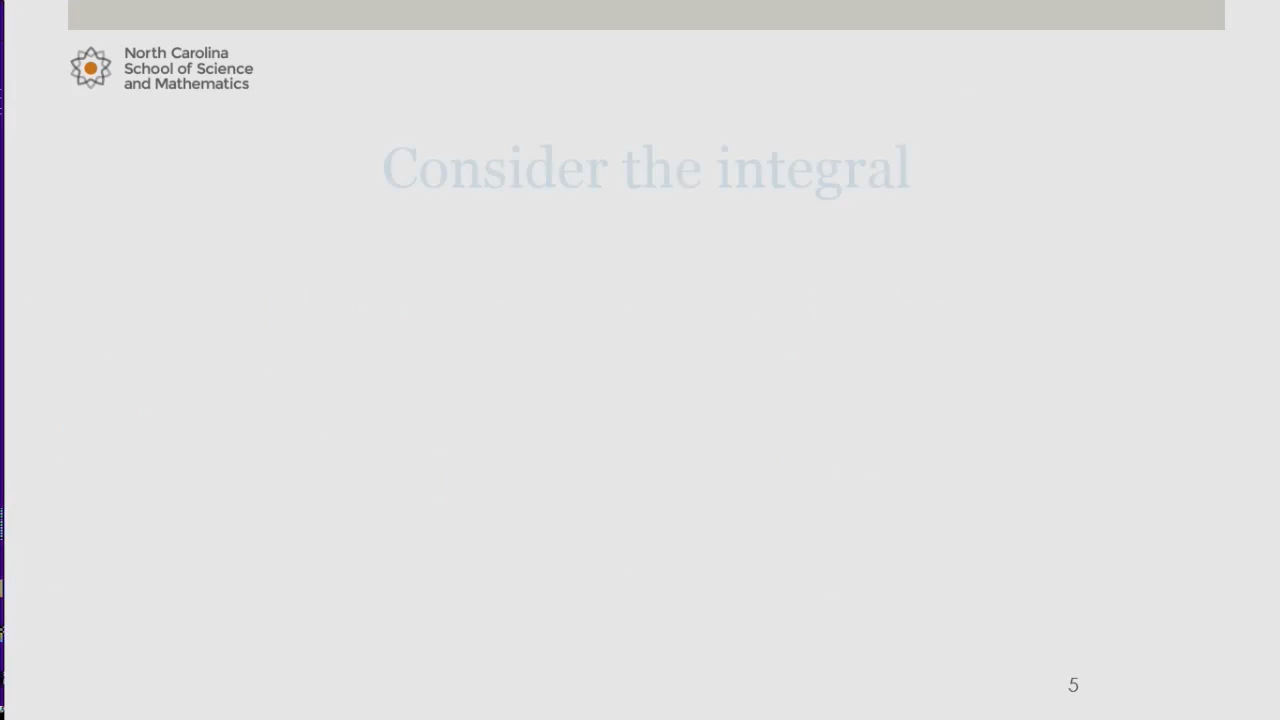 North Carolina
School of Science
and Mathematics
Consider the integral
5